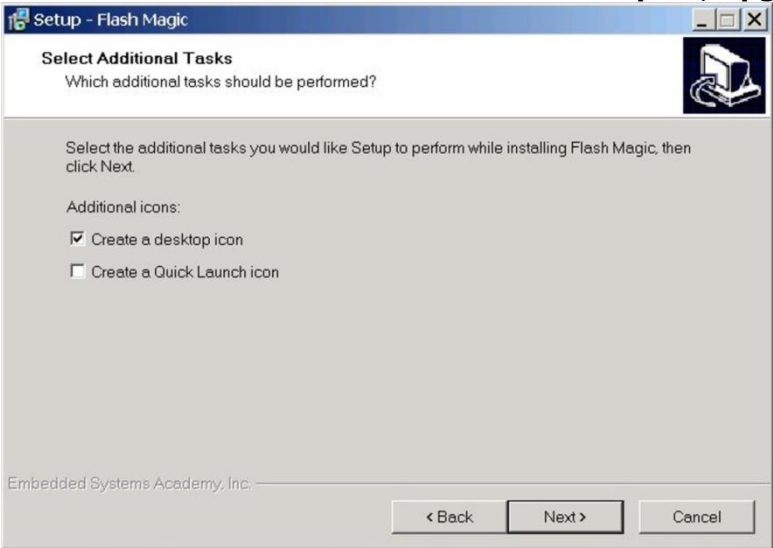 Setup - Flash Magic
Select Additional Tasks
Which additional tasks should be performed?
Select the additional tasks you would like Setup to perform while installing Flash Magic, then
click Next.
Additional icons:
Create a desktop icon
Create a Quick Launch icon
Embedded Systems Academy, Inc.
< Back
Next >
Cancel